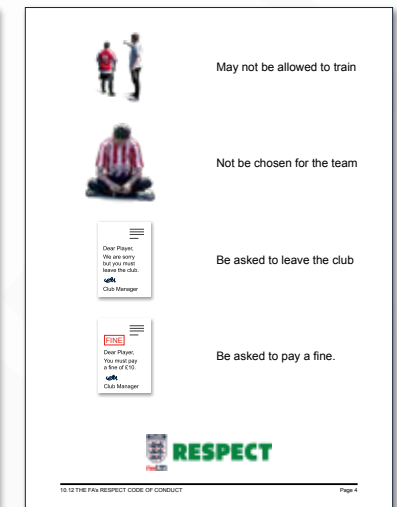 May not be allowed to train
Not be chosen for the team
Dear Player,
We are sorry
but you must
leave the club.
Club Manager
Be asked to leave the club
FINE
Dear Player,
You must pay
a fine of £10.
Club Manager
Be asked to pay a fine.
RESPECT
10.12 THE FA's RESPECT CODE OF CONDUCT
Page 4